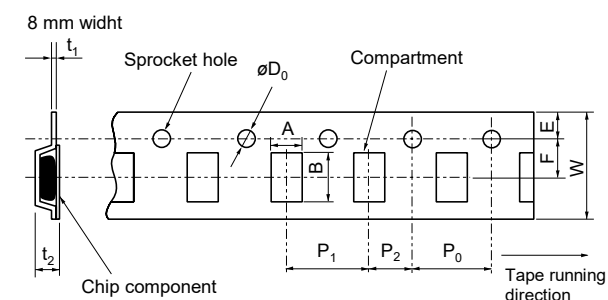 8 mm widht
t1
Sprocket hole
øD0
Compartment
A
B
E
F
W
t2
P1
P2
P0
Chip component
Tape running
direction